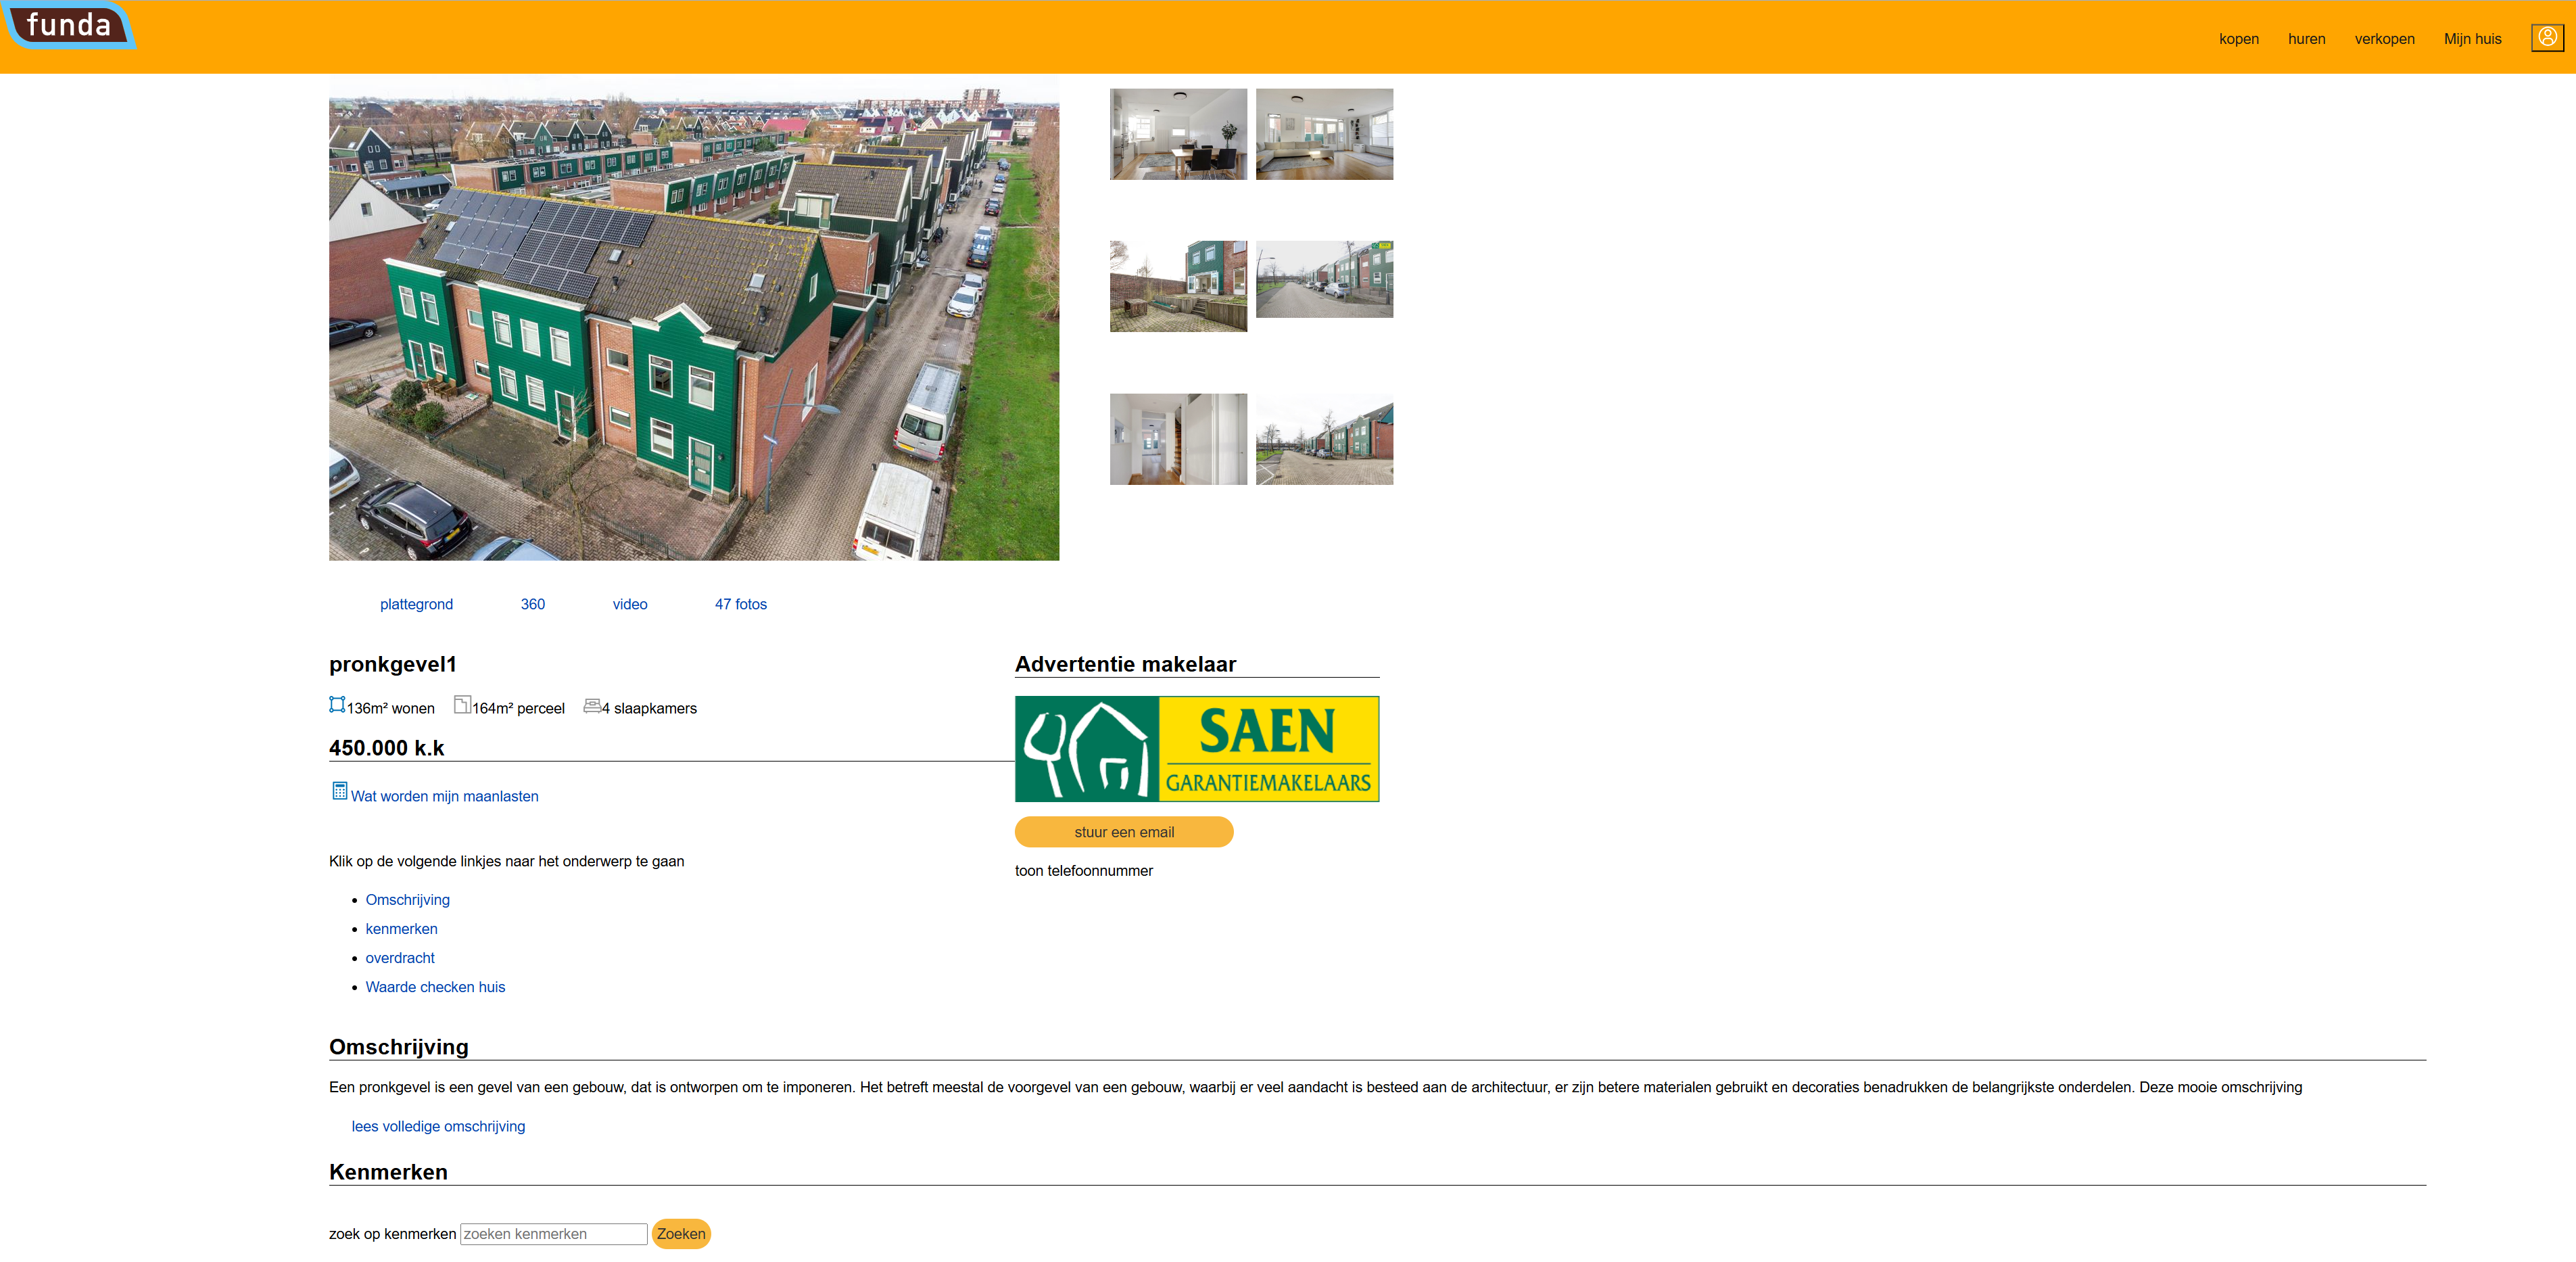 funda
kopen huren verkopen Mijn huis
plattegrond 360 video 47 fotos
pronkgevel1
136m² wonen 164m² perceel 4 slaapkamers
450.000 k.k
Wat worden mijn maanlasten
Klik op de volgende linkjes naar het onderwerp te gaan
Omschrijving
kenmerken
overdracht
Waarde checken huis
Advertentie makelaar
SAEN
GARANTIEMAKELAARS
stuur een email
toon telefoonnummer
Omschrijving
Een pronkgevel is een gevel van een gebouw, dat is ontworpen om te imponeren. Het betreft meestal de voorgevel van een gebouw, waarbij er veel aandacht is besteed aan de architectuur, er zijn betere materialen gebruikt en decoraties benadrukken de belangrijkste onderdelen. Deze mooie omschrijving
lees volledige omschrijving
Kenmerken
zoek op kenmerken zoeken kenmerken Zoeken